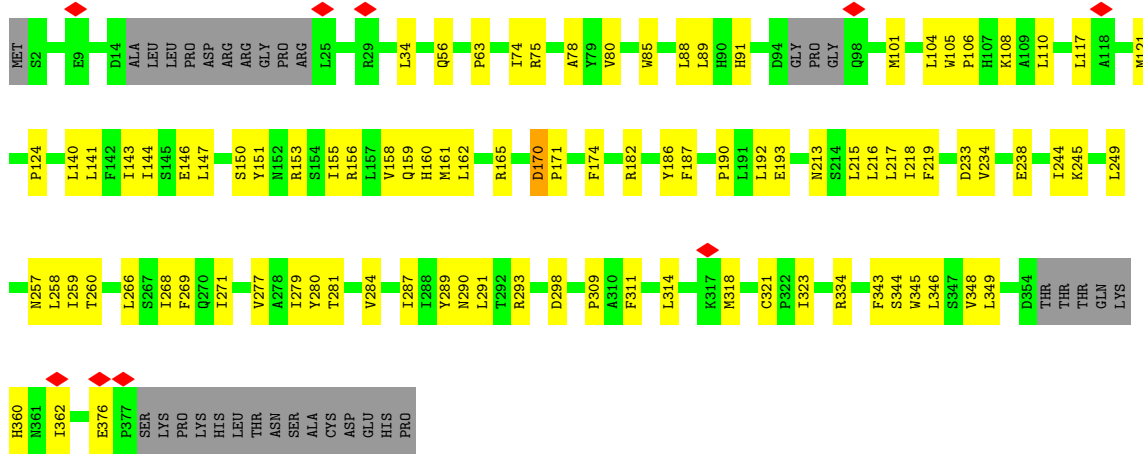 MET S2 E9 D14 ALA LEU LEU PRO ASP ARG ARG GLY PRO ARG L25 R29 L34 Q56 P63 I74 R75 A78 Y79 V80 W85 L88 L89 H90 H91 D94 GLY PRO GLY Q98 M101 L104 W105 P106 H107 K108 A109 L110 L117 A118 M121
P124 L140 L141 F142 I143 I144 S145 E146 L147 S150 Y151 N152 R153 S154 I155 R156 L157 V158 Q159 H160 M161 L162 R165 D170 P171 F174 R182 Y186 F187 P190 L191 L192 E193 N213 S214 L215 L216 L217 I218 F219 D233 V234 E238 I244 K245 L249
N257 L258 I259 T260 L266 S267 I268 F269 Q270 I271 V277 A278 I279 Y280 T281 V284 I287 I288 Y289 N290 L291 T292 R293 D298 P309 A310 F311 L314 K317 M318 C321 P322 I323 R334 F343 S344 W345 L346 S347 V348 L349 D354 THR THR THR GLN LYS
H360 N361 I362 E376 P377 SER LYS PRO LYS HIS LEU THR ASN SER ALA CYS ASP GLU HIS PRO